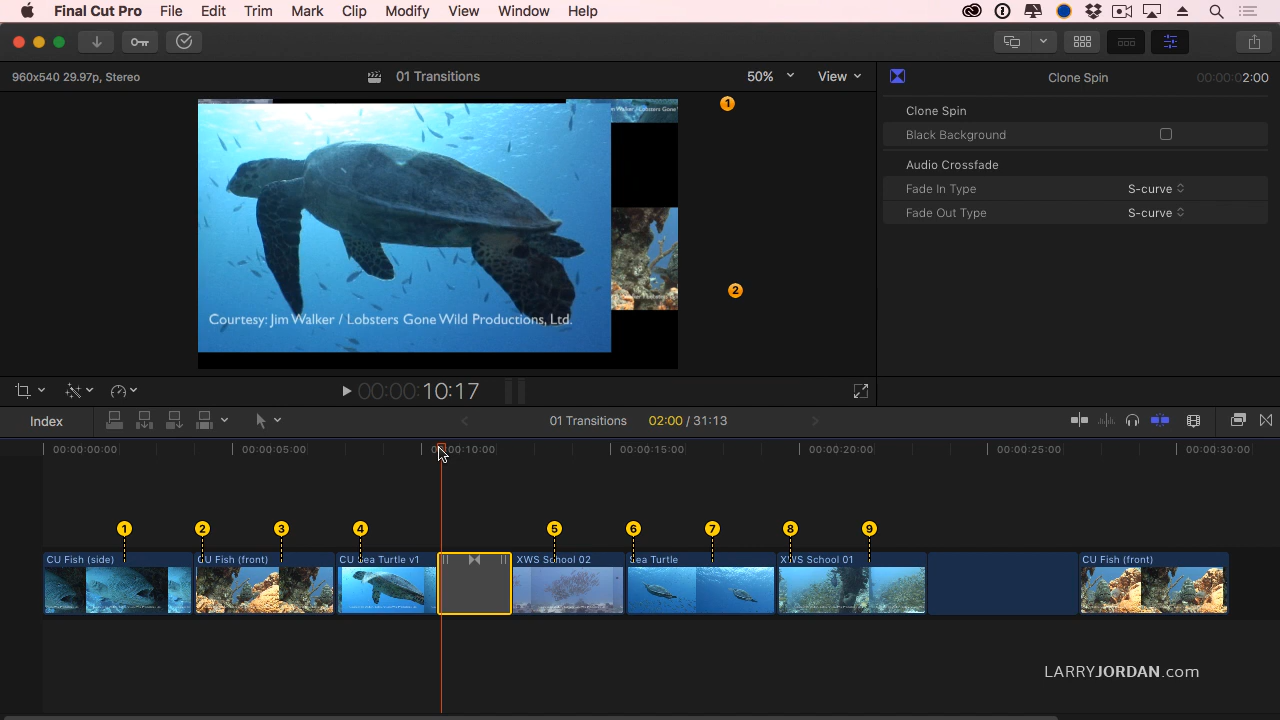 Final Cut Pro File Edit Trim Mark Clip Modify View Window Help
960x540 29.97p, Stereo
01 Transitions
50%
View
Clone Spin
00:00:02:00
Clone Spin
Black Background
Audio Crossfade
Fade In Type
S-curve
Fade Out Type
S-curve
1
2
Courtesy: Jim Walker / Lobsters Gone Wild Productions, Ltd.
00:00:10:17
Index
01 Transitions
02:00 / 31:13
00:00:00:00
00:00:05:00
00:00:10:00
00:00:15:00
00:00:20:00
00:00:25:00
00:00:30:00
1 2 3 4 5 6 7 8 9
CU Fish (side)
CU Fish (front)
CU Sea Turtle v1
XWS School 02
Sea Turtle
XWS School 01
CU Fish (front)
LARRYJORDAN.com